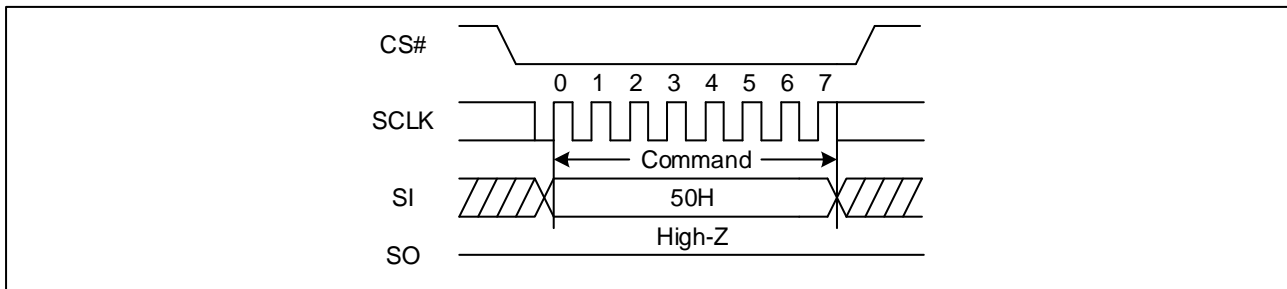 CS#
0 1 2 3 4 5 6 7
SCLK
Command
SI
50H
High-Z
SO